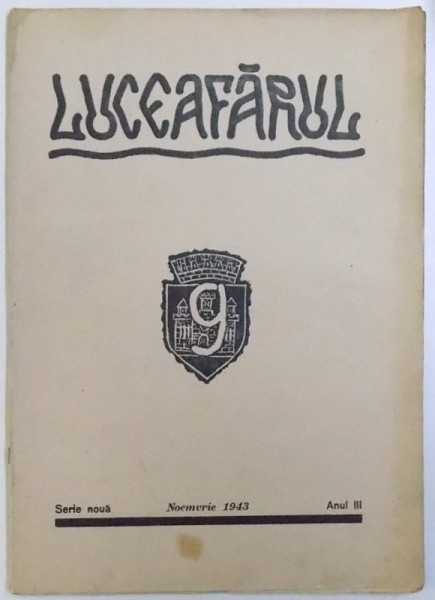 LUCEAFĂRUL
9
Serie nouă Noemvrie 1943 Anul III